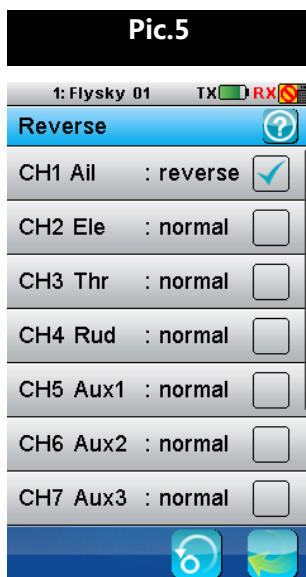 Pic.5
1: Flysky 01 TX RX
Reverse ?
CH1 Ail : reverse
CH2 Ele : normal
CH3 Thr : normal
CH4 Rud : normal
CH5 Aux1 : normal
CH6 Aux2 : normal
CH7 Aux3 : normal